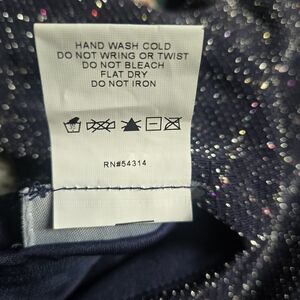 HAND WASH COLD
DO NOT WRING OR TWIST
DO NOT BLEACH
FLAT DRY
DO NOT IRON
RN#54314